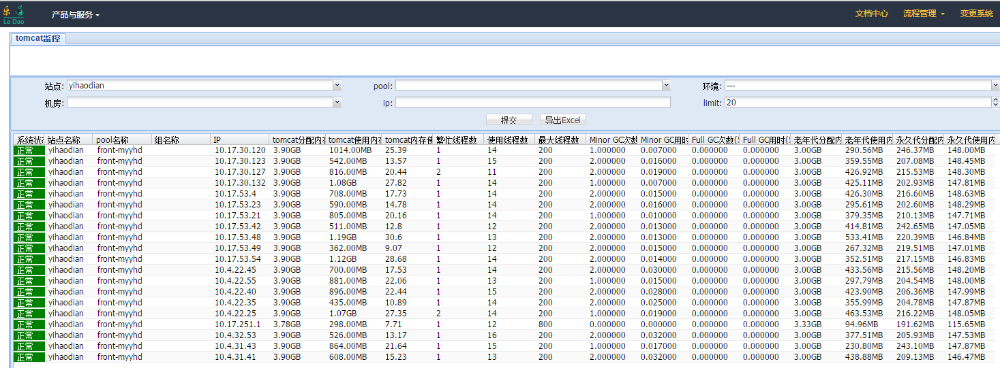 乐道 产品与服务 文档中心 流程管理 变更系统
Le Dao
tomcat监控
站点: yihaodian pool: 环境: ---
机房: ip: limit: 20
提交 导出Excel
系统状 站点名称 pool名称 组名称 IP tomcat分配内存 tomcat使用内存 tomcat内存使 繁忙线程数 使用线程数 最大线程数 Minor GC次数 Minor GC用时 Full GC次数(5 Full GC用时(5 老年代分配内 老年代使用内 永久代分配内 永久代使用内
正常 yihaodian front-myyhd 10.17.30.120 3.90GB 1014.00MB 25.39 1 14 200 1.000000 0.007000 0.000000 0.000000 3.00GB 290.56MB 246.37MB 148.00MB
正常 yihaodian front-myyhd 10.17.30.123 3.90GB 542.00MB 13.57 1 15 200 2.000000 0.016000 0.000000 0.000000 3.00GB 359.55MB 207.08MB 148.45MB
正常 yihaodian front-myyhd 10.17.30.127 3.90GB 816.00MB 20.44 2 11 200 2.000000 0.019000 0.000000 0.000000 3.00GB 426.92MB 215.53MB 148.30MB
正常 yihaodian front-myyhd 10.17.30.132 3.90GB 1.08GB 27.82 1 14 200 1.000000 0.007000 0.000000 0.000000 3.00GB 425.11MB 202.93MB 147.81MB
正常 yihaodian front-myyhd 10.17.53.4 3.90GB 708.00MB 17.73 1 14 200 2.000000 0.015000 0.000000 0.000000 3.00GB 426.30MB 216.60MB 148.63MB
正常 yihaodian front-myyhd 10.17.53.23 3.90GB 590.00MB 14.78 1 14 200 2.000000 0.016000 0.000000 0.000000 3.00GB 295.61MB 202.60MB 148.29MB
正常 yihaodian front-myyhd 10.17.53.21 3.90GB 805.00MB 20.16 1 14 200 1.000000 0.010000 0.000000 0.000000 3.00GB 379.35MB 210.13MB 147.71MB
正常 yihaodian front-myyhd 10.17.53.42 3.90GB 511.00MB 12.8 1 12 200 2.000000 0.013000 0.000000 0.000000 3.00GB 414.81MB 242.65MB 147.05MB
正常 yihaodian front-myyhd 10.17.53.48 3.90GB 1.19GB 30.6 1 13 200 2.000000 0.013000 0.000000 0.000000 3.00GB 533.41MB 220.39MB 146.84MB
正常 yihaodian front-myyhd 10.17.53.49 3.90GB 362.00MB 9.07 1 12 200 2.000000 0.015000 0.000000 0.000000 3.00GB 267.32MB 219.51MB 147.01MB
正常 yihaodian front-myyhd 10.17.53.54 3.90GB 1.12GB 28.68 1 14 200 2.000000 0.014000 0.000000 0.000000 3.00GB 352.51MB 217.15MB 146.83MB
正常 yihaodian front-myyhd 10.4.22.45 3.90GB 700.00MB 17.53 1 14 200 2.000000 0.030000 0.000000 0.000000 3.00GB 433.56MB 215.56MB 148.20MB
正常 yihaodian front-myyhd 10.4.22.55 3.90GB 881.00MB 22.06 1 13 200 1.000000 0.015000 0.000000 0.000000 3.00GB 297.79MB 204.54MB 148.00MB
正常 yihaodian front-myyhd 10.4.22.40 3.90GB 896.00MB 22.44 1 15 200 2.000000 0.028000 0.000000 0.000000 3.00GB 423.90MB 206.36MB 147.99MB
正常 yihaodian front-myyhd 10.4.22.35 3.90GB 435.00MB 10.89 1 14 200 2.000000 0.025000 0.000000 0.000000 3.00GB 355.99MB 204.78MB 147.87MB
正常 yihaodian front-myyhd 10.4.22.25 3.90GB 1.07GB 27.35 2 14 200 1.000000 0.019000 0.000000 0.000000 3.00GB 463.53MB 216.22MB 148.05MB
正常 yihaodian front-myyhd 10.17.251.1 3.78GB 298.00MB 7.71 1 12 800 0.000000 0.000000 0.000000 0.000000 3.33GB 94.96MB 191.62MB 115.65MB
正常 yihaodian front-myyhd 10.4.32.53 3.90GB 526.00MB 13.17 1 16 200 2.000000 0.032000 0.000000 0.000000 3.00GB 377.51MB 205.93MB 147.53MB
正常 yihaodian front-myyhd 10.4.31.43 3.90GB 864.00MB 21.64 1 15 200 1.000000 0.017000 0.000000 0.000000 3.00GB 230.80MB 243.10MB 147.87MB
正常 yihaodian front-myyhd 10.4.31.41 3.90GB 608.00MB 15.23 1 13 200 2.000000 0.032000 0.000000 0.000000 3.00GB 438.88MB 209.13MB 146.47MB